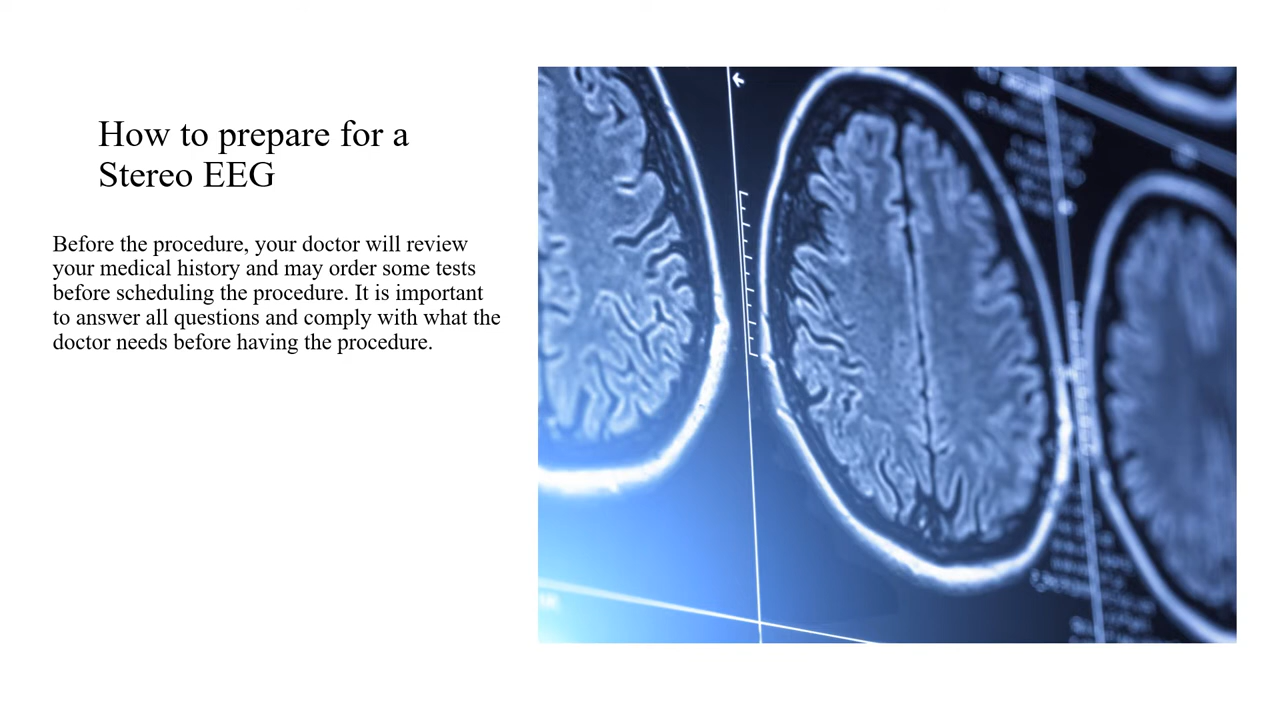 How to prepare for a
Stereo EEG
Before the procedure, your doctor will review
your medical history and may order some tests
before scheduling the procedure. It is important
to answer all questions and comply with what the
doctor needs before having the procedure.